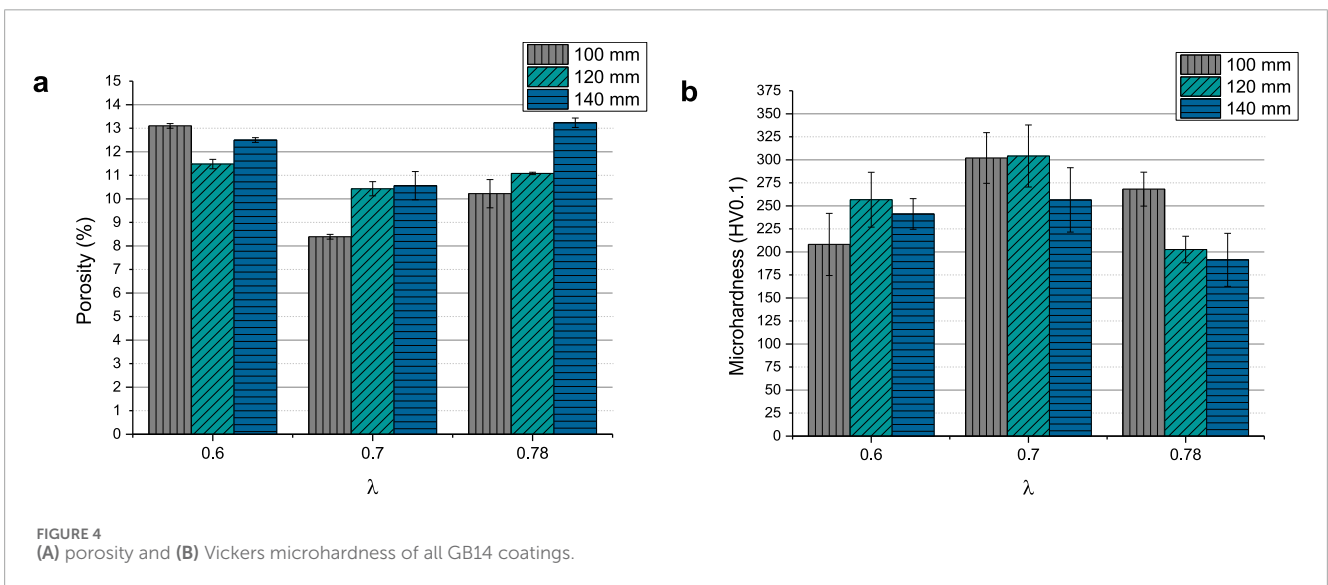 a
100 mm
120 mm
140 mm
Porosity (%)
15
14
13
12
11
10
9
8
7
6
5
4
3
2
1
0
0.6
0.7
0.78
λ
b
100 mm
120 mm
140 mm
Microhardness (HV0.1)
375
350
325
300
275
250
225
200
175
150
125
100
75
50
25
0
0.6
0.7
0.78
λ
FIGURE 4
(A) porosity and (B) Vickers microhardness of all GB14 coatings.